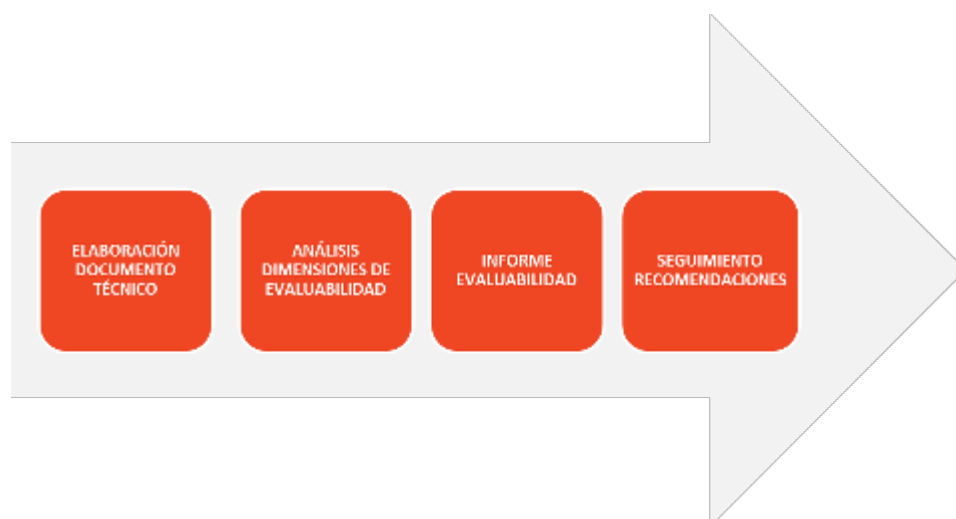 ELABORACIÓN
DOCUMENTO
TÉCNICO
ANÁLISIS
DIMENSIONES DE
EVALUABILIDAD
INFORME
EVALUABILIDAD
SEGUIMIENTO
RECOMENDACIONES